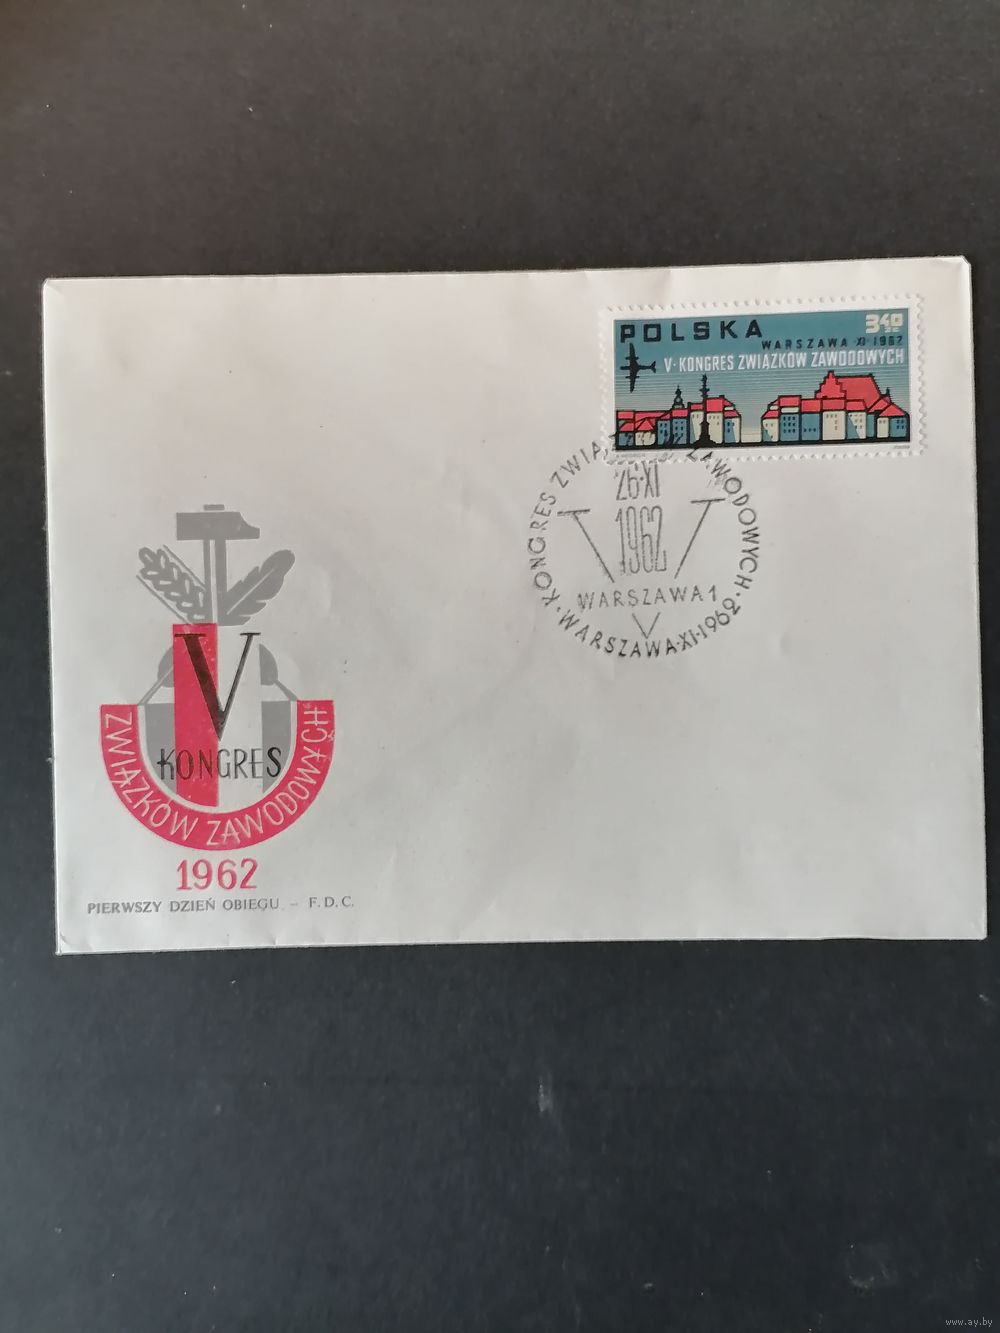 POLSKA
3 40 ZŁ
WARSZAWA·XI·1962
V·KONGRES ZWIĄZKÓW ZAWODOWYCH
·KONGRES ZWIĄ ZAWODOWYCH·
26·XI
1962
WARSZAWA 1
V
·WARSZAWA·XI·1962·
V
KONGRES
ZWIĄZKÓW ZAWODOWYCH
1962
PIERWSZY DZIEŃ OBIEGU – F. D. C.
www.ay.by